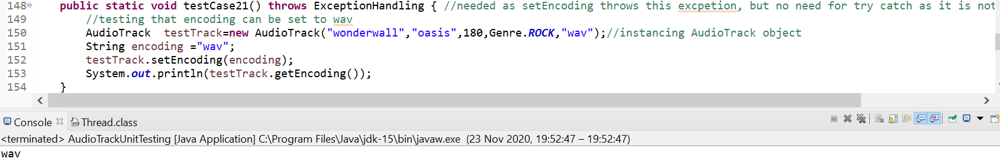 148 public static void testCase21() throws ExceptionHandling { //needed as setEncoding throws this excpetion, but no need for try catch as it is not
149 //testing that encoding can be set to wav
150 AudioTrack  testTrack=new AudioTrack("wonderwall","oasis",180,Genre.ROCK,"wav");//instancing AudioTrack object
151 String encoding ="wav";
152 testTrack.setEncoding(encoding);
153 System.out.println(testTrack.getEncoding());
154 }
Console Thread.class
<terminated> AudioTrackUnitTesting [Java Application] C:\Program Files\Java\jdk-15\bin\javaw.exe (23 Nov 2020, 19:52:47 – 19:52:47)
wav